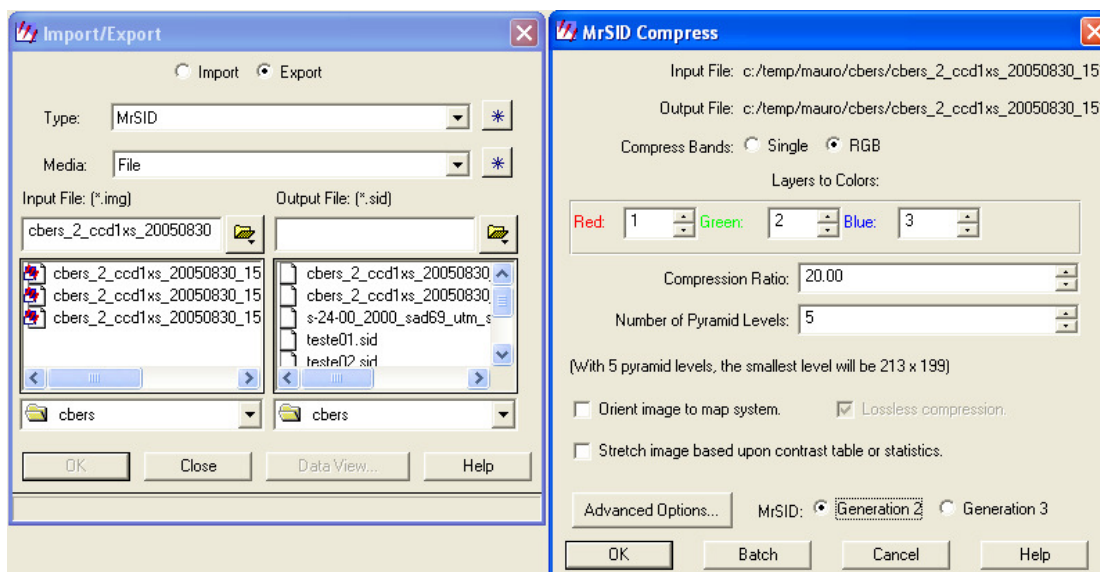 Import/Export
Import Export
Type: MrSID
Media: File
Input File: (*.img) Output File: (*.sid)
cbers_2_ccd1xs_20050830
cbers_2_ccd1xs_20050830_15
cbers_2_ccd1xs_20050830_15
cbers_2_ccd1xs_20050830_15
cbers_2_ccd1xs_20050830
cbers_2_ccd1xs_20050830
s-24-00_2000_sad69_utm_s
teste01.sid
teste02.sid
cbers cbers
OK Close Data View... Help
MrSID Compress
Input File: c:/temp/mauro/cbers/cbers_2_ccd1xs_20050830_15
Output File: c:/temp/mauro/cbers/cbers_2_ccd1xs_20050830_15
Compress Bands: Single RGB
Layers to Colors:
Red: 1 Green: 2 Blue: 3
Compression Ratio: 20.00
Number of Pyramid Levels: 5
(With 5 pyramid levels, the smallest level will be 213 x 199)
Orient image to map system. Lossless compression.
Stretch image based upon contrast table or statistics.
Advanced Options... MrSID: Generation 2 Generation 3
OK Batch Cancel Help